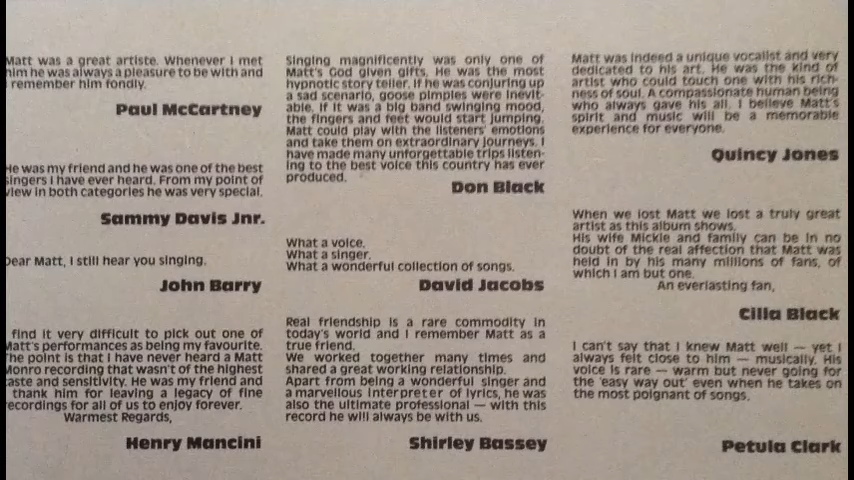 Matt was a great artiste. Whenever I met
him he was always a pleasure to be with and
I remember him fondly.
Paul McCartney
He was my friend and he was one of the best
singers I have ever heard. From my point of
view in both categories he was very special.
Sammy Davis Jnr.
Dear Matt, I still hear you singing.
John Barry
find it very difficult to pick out one of
Matt's performances as being my favourite.
The point is that I have never heard a Matt
Monro recording that wasn't of the highest
taste and sensitivity. He was my friend and
thank him for leaving a legacy of fine
recordings for all of us to enjoy forever.
Warmest Regards,
Henry Mancini
Singing magnificently was only one of
Matt's God given gifts. He was the most
hypnotic story teller. If he was conjuring up
a sad scenario, goose pimples were inevit-
able. If it was a big band swinging mood,
the fingers and feet would start jumping.
Matt could play with the listeners' emotions
and take them on extraordinary journeys. I
have made many unforgettable trips listen-
ing to the best voice this country has ever
produced.
Don Black
What a voice.
What a singer.
What a wonderful collection of songs.
David Jacobs
Real friendship is a rare commodity in
today's world and I remember Matt as a
true friend.
We worked together many times and
shared a great working relationship.
Apart from being a wonderful singer and
a marvellous interpreter of lyrics, he was
also the ultimate professional — with this
record he will always be with us.
Shirley Bassey
Matt was indeed a unique vocalist and very
dedicated to his art. He was the kind of
artist who could touch one with his rich-
ness of soul. A compassionate human being
who always gave his all. I believe Matt's
spirit and music will be a memorable
experience for everyone.
Quincy Jones
When we lost Matt we lost a truly great
artist as this album shows.
His wife Mickie and family can be in no
doubt of the real affection that Matt was
held in by his many millions of fans, of
which I am but one.
An everlasting fan,
Cilla Black
I can't say that I knew Matt well — yet I
always felt close to him — musically. His
voice is rare — warm but never going for
the 'easy way out' even when he takes on
the most poignant of songs.
Petula Clark